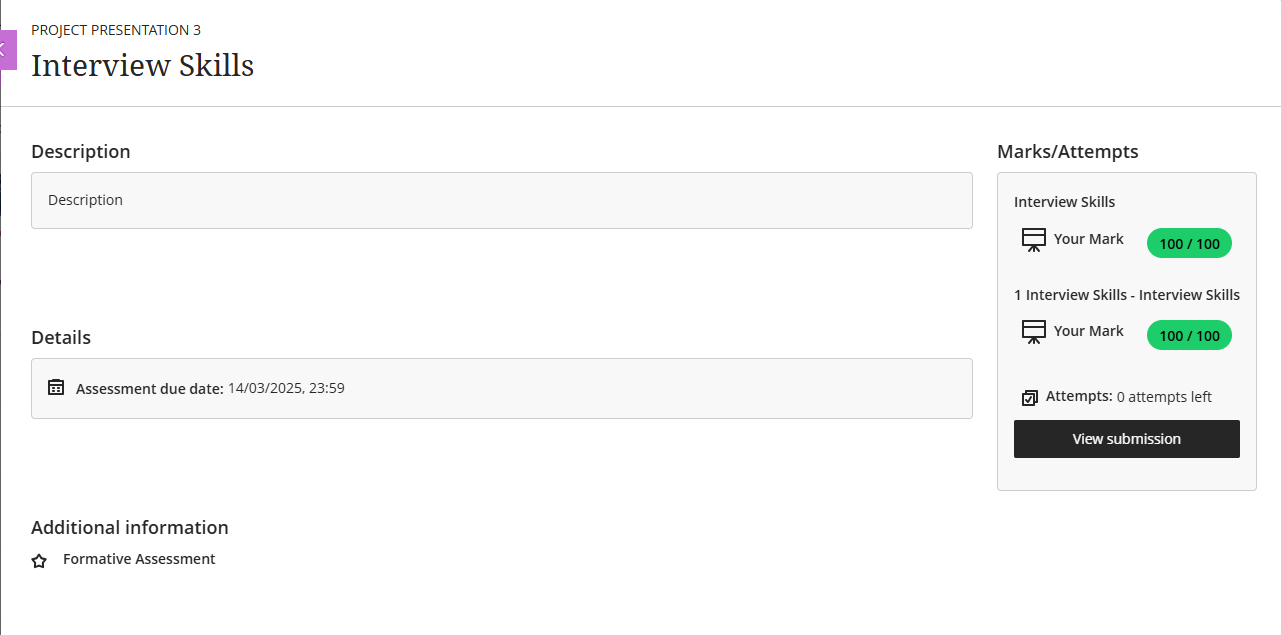 PROJECT PRESENTATION 3
Interview Skills
Description
Description
Details
Assessment due date: 14/03/2025, 23:59
Additional information
Formative Assessment
Marks/Attempts
Interview Skills
Your Mark 100 / 100
1 Interview Skills - Interview Skills
Your Mark 100 / 100
Attempts: 0 attempts left
View submission